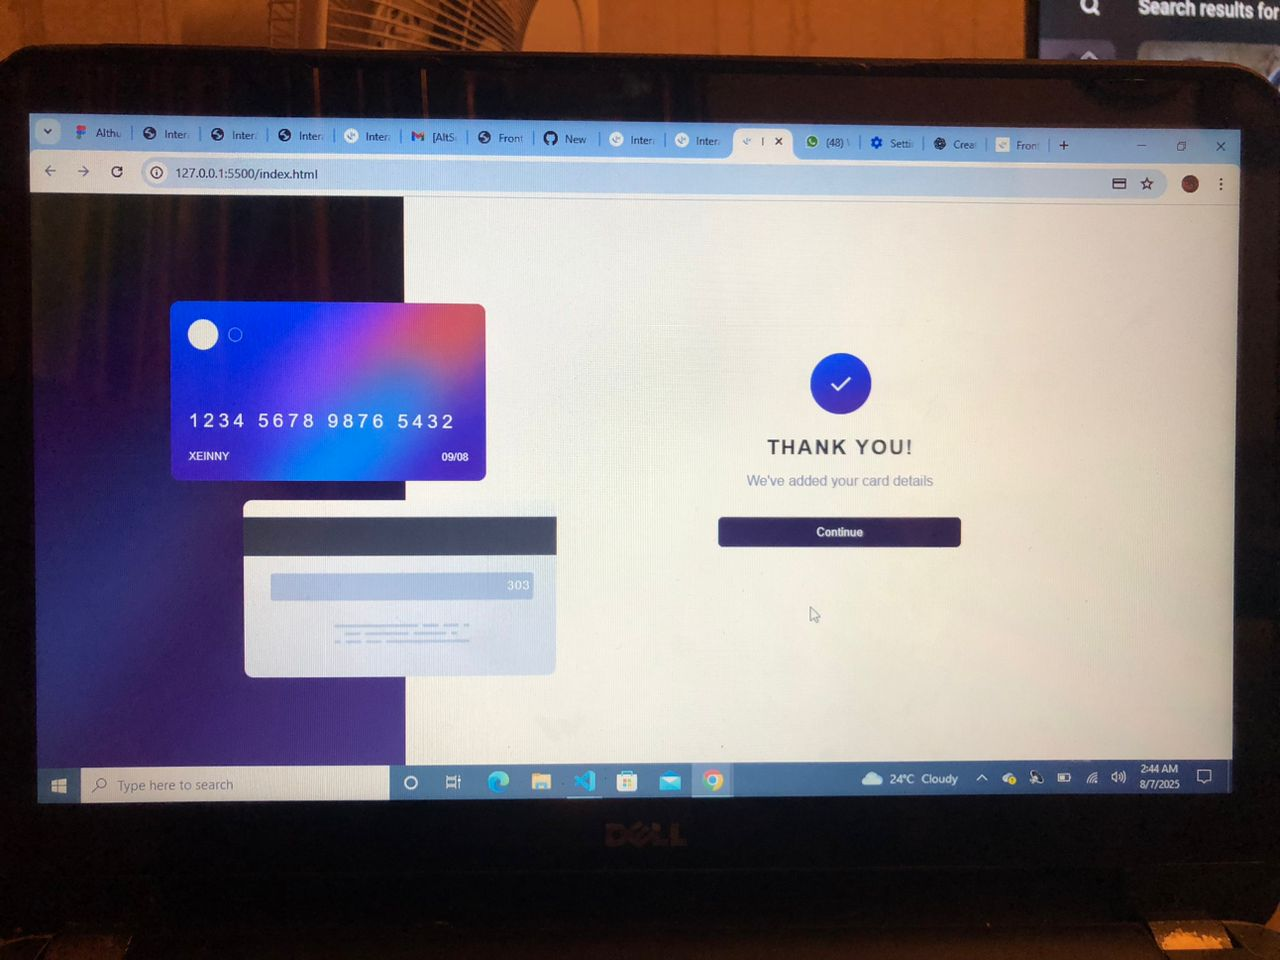 Search results for
Althu
Inter
Inter
Inter
Inter
[AltS
Front
New
Inter
Inter
(48)
Setti
Crea
Fron
127.0.0.1:5500/index.html
1234 5678 9876 5432
XEINNY 09/08
303
THANK YOU!
We've added your card details
Continue
Type here to search
24°C Cloudy
2:44 AM
8/7/2025
DELL